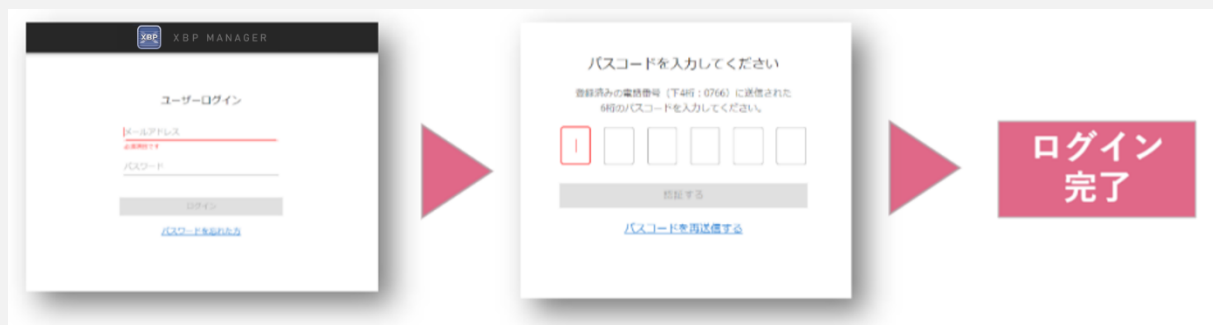 XBP XBP MANAGER
ユーザーログイン
メールアドレス
必須項目です
パスワード
ログイン
パスワードを忘れた方
パスコードを入力してください
登録済みの電話番号（下4桁：0766）に送信された
6桁のパスコードを入力してください。
認証する
パスコードを再送信する
ログイン
完了